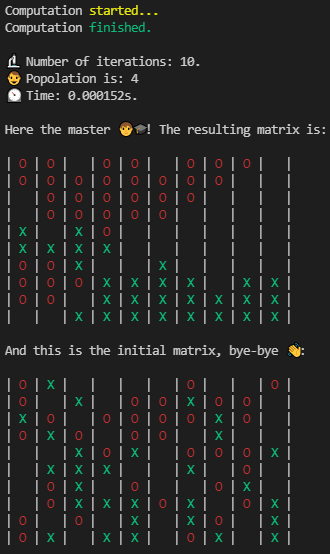 Computation started...
Computation finished.
🔬 Number of iterations: 10.
👨 Popolation is: 4
⏲ Time: 0.000152s.
Here the master 👨🎓! The resulting matrix is:
| O | O |   | O | O |   | O | O | O |   |
| O | O | O | O | O | O | O | O |   |   |
|   | O | O | O | O | O | O |   |   |   |
|   | O | O | O | O | O |   |   |   |   |
| X |   | X | O |   |   |   |   |   |   |
| X | X | X | X |   |   |   |   |   |   |
| O | O | X |   |   | X |   |   |   |   |
| O | O | O | X | X | X | X |   | X | X |
| O | O |   | X | X | X | X | X | X | X |
|   |   | X | X | X | X | X | X | X | X |
And this is the initial matrix, bye-bye 👋:
| O | X |   |   |   |   | O |   |   | O |
| O |   | X |   | O | O | X | O | O |   |
| X | O |   | O | O | O | O | X |   |   |
| O | X | O |   | O | O |   | X |   |   |
|   |   | X | O | X |   | O | O | O | X |
|   | X | X | X |   | X |   |   | O |   |
|   | O | X |   | O |   |   | O | X |   |
|   | O | X | X | X | O | X |   | O | X |
| O | O |   |   | X |   | X | O |   | X |
| O | X |   | X | X |   | O | X |   | X |